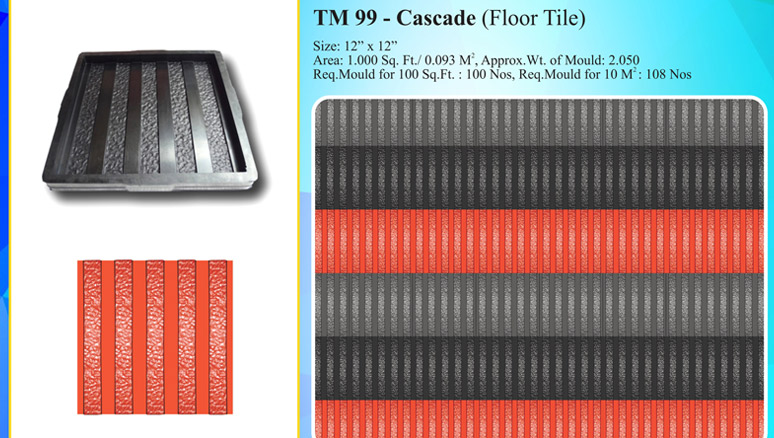 TM 99 - Cascade (Floor Tile)
Size: 12” x 12”
Area: 1.000 Sq. Ft./ 0.093 M², Approx.Wt. of Mould: 2.050
Req.Mould for 100 Sq.Ft. : 100 Nos, Req.Mould for 10 M² : 108 Nos